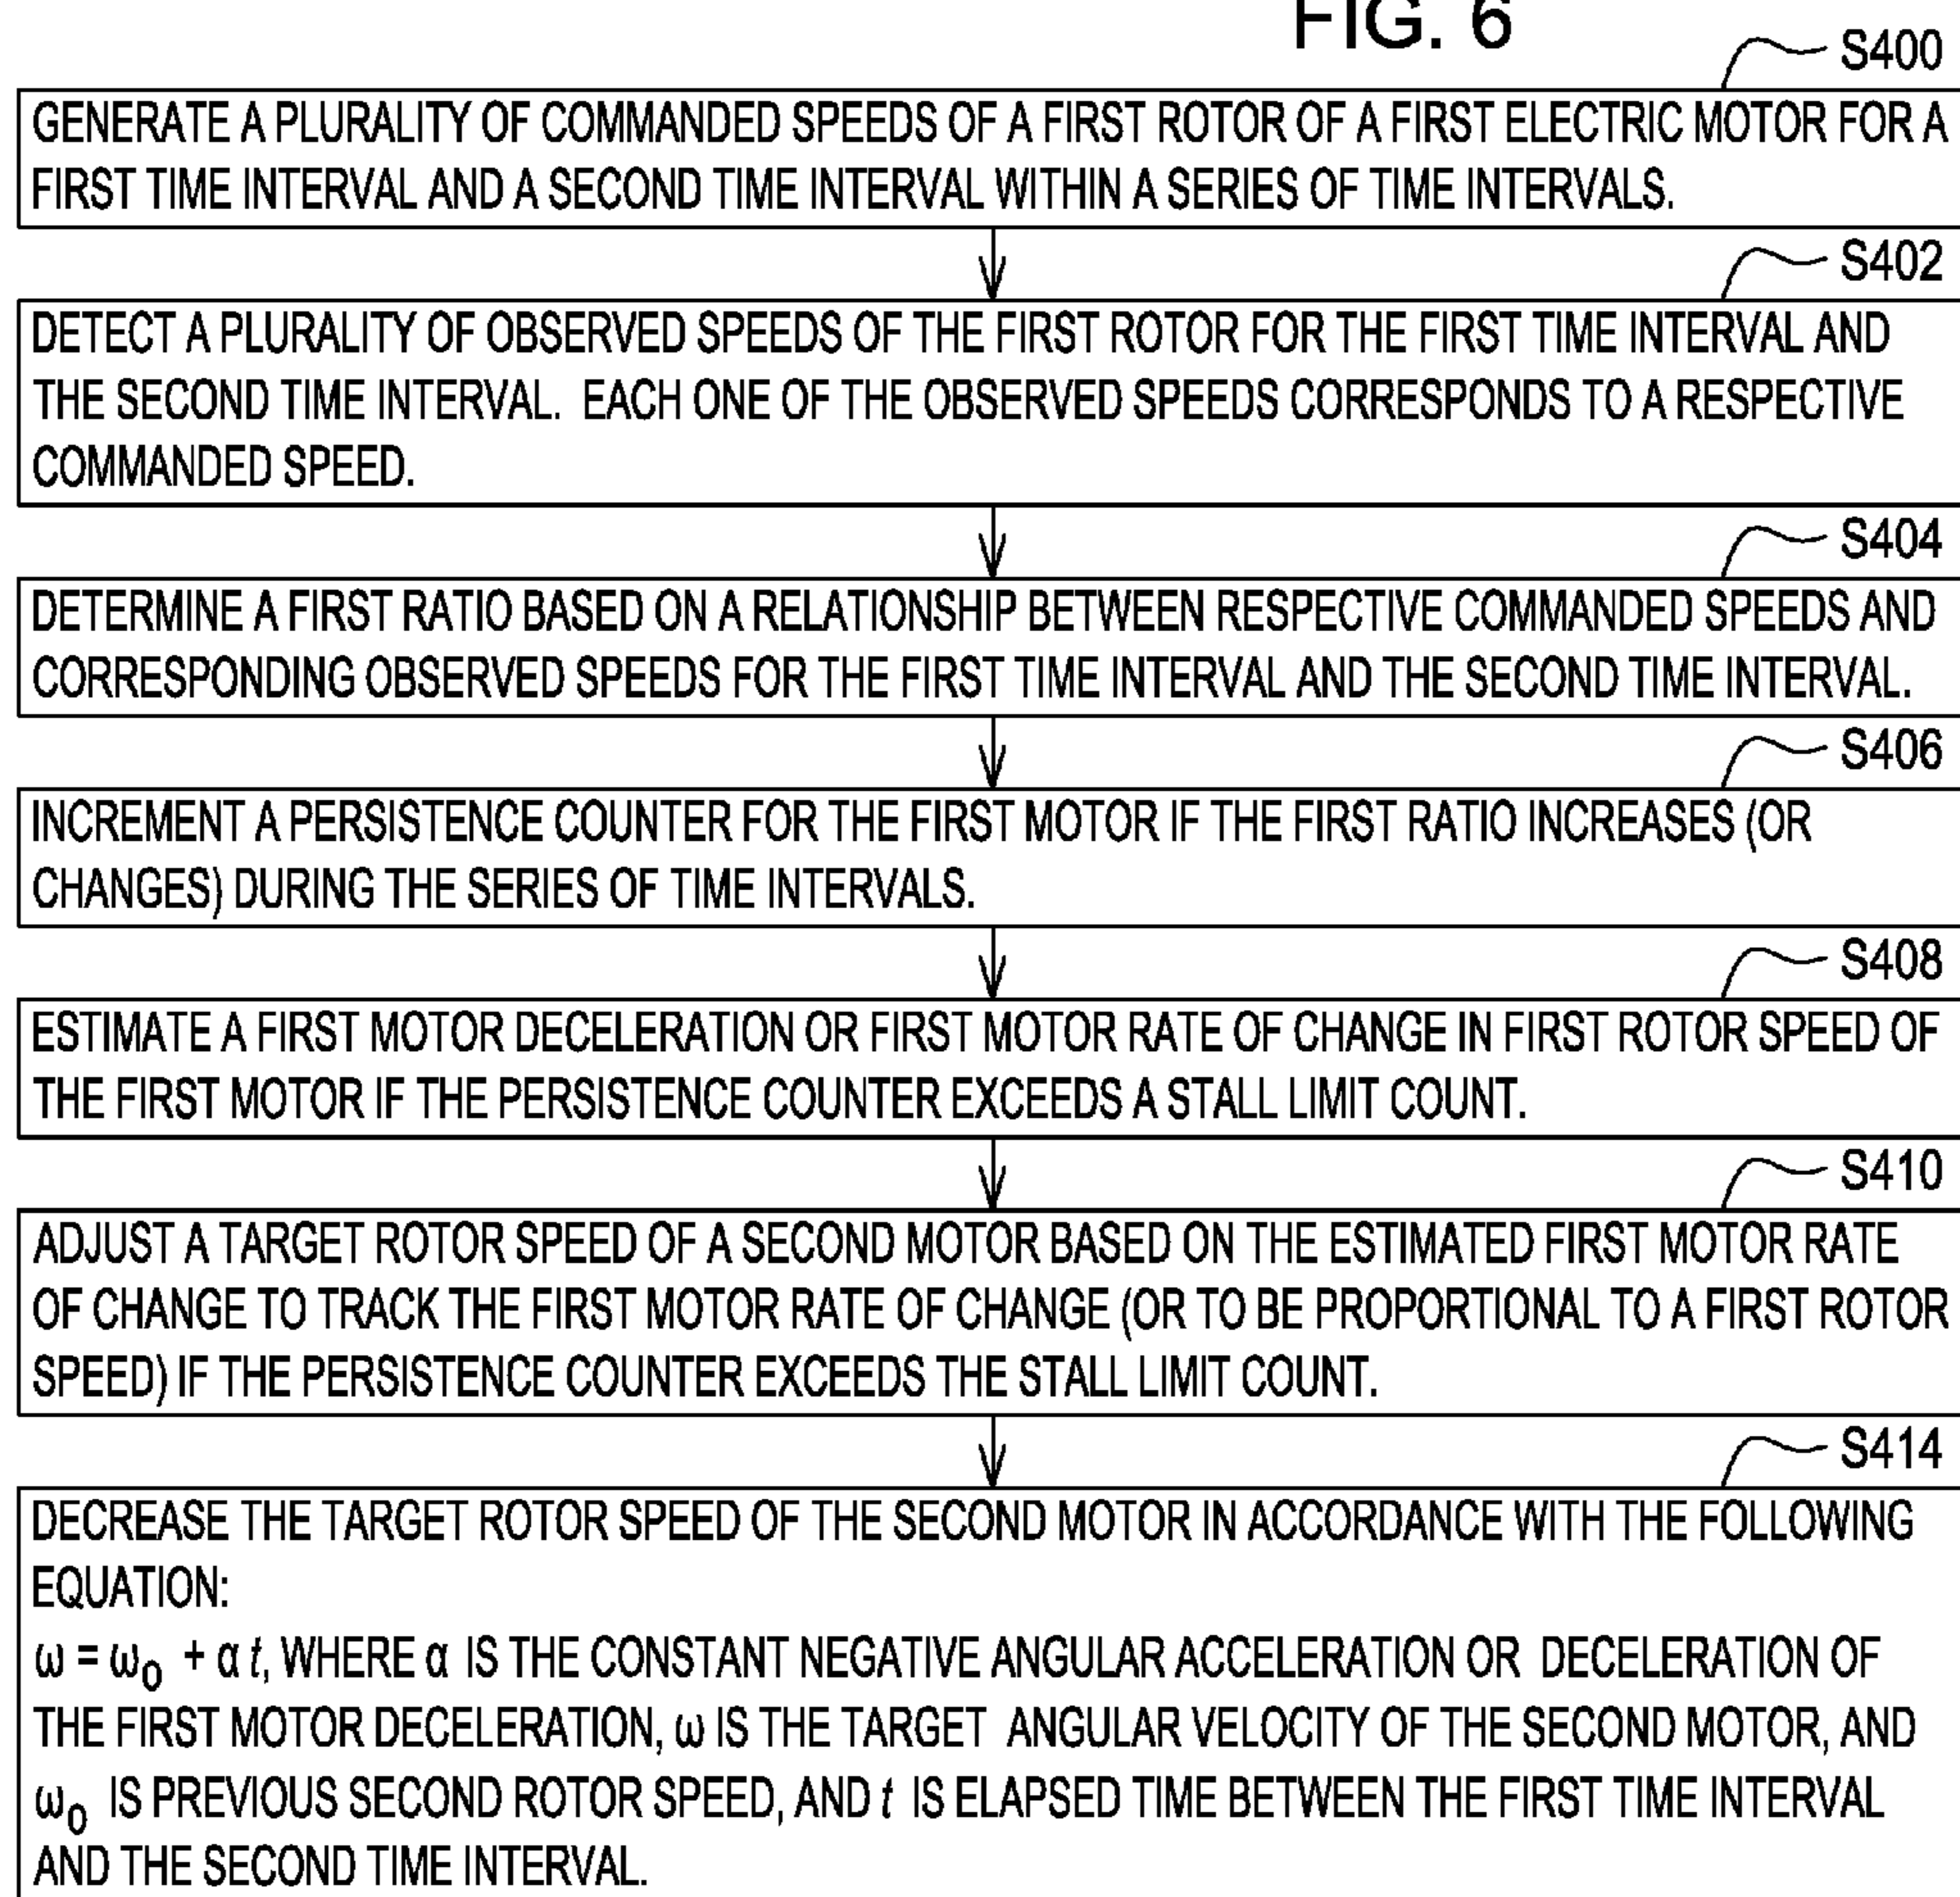 FIG. 6
S400
GENERATE A PLURALITY OF COMMANDED SPEEDS OF A FIRST ROTOR OF A FIRST ELECTRIC MOTOR FOR A
FIRST TIME INTERVAL AND A SECOND TIME INTERVAL WITHIN A SERIES OF TIME INTERVALS.
S402
DETECT A PLURALITY OF OBSERVED SPEEDS OF THE FIRST ROTOR FOR THE FIRST TIME INTERVAL AND
THE SECOND TIME INTERVAL. EACH ONE OF THE OBSERVED SPEEDS CORRESPONDS TO A RESPECTIVE
COMMANDED SPEED.
S404
DETERMINE A FIRST RATIO BASED ON A RELATIONSHIP BETWEEN RESPECTIVE COMMANDED SPEEDS AND
CORRESPONDING OBSERVED SPEEDS FOR THE FIRST TIME INTERVAL AND THE SECOND TIME INTERVAL.
S406
INCREMENT A PERSISTENCE COUNTER FOR THE FIRST MOTOR IF THE FIRST RATIO INCREASES (OR
CHANGES) DURING THE SERIES OF TIME INTERVALS.
S408
ESTIMATE A FIRST MOTOR DECELERATION OR FIRST MOTOR RATE OF CHANGE IN FIRST ROTOR SPEED OF
THE FIRST MOTOR IF THE PERSISTENCE COUNTER EXCEEDS A STALL LIMIT COUNT.
S410
ADJUST A TARGET ROTOR SPEED OF A SECOND MOTOR BASED ON THE ESTIMATED FIRST MOTOR RATE
OF CHANGE TO TRACK THE FIRST MOTOR RATE OF CHANGE (OR TO BE PROPORTIONAL TO A FIRST ROTOR
SPEED) IF THE PERSISTENCE COUNTER EXCEEDS THE STALL LIMIT COUNT.
S414
DECREASE THE TARGET ROTOR SPEED OF THE SECOND MOTOR IN ACCORDANCE WITH THE FOLLOWING
EQUATION:
ω = ω₀ + α t, WHERE α IS THE CONSTANT NEGATIVE ANGULAR ACCELERATION OR DECELERATION OF
THE FIRST MOTOR DECELERATION, ω IS THE TARGET ANGULAR VELOCITY OF THE SECOND MOTOR, AND
ω₀ IS PREVIOUS SECOND ROTOR SPEED, AND t IS ELAPSED TIME BETWEEN THE FIRST TIME INTERVAL
AND THE SECOND TIME INTERVAL.